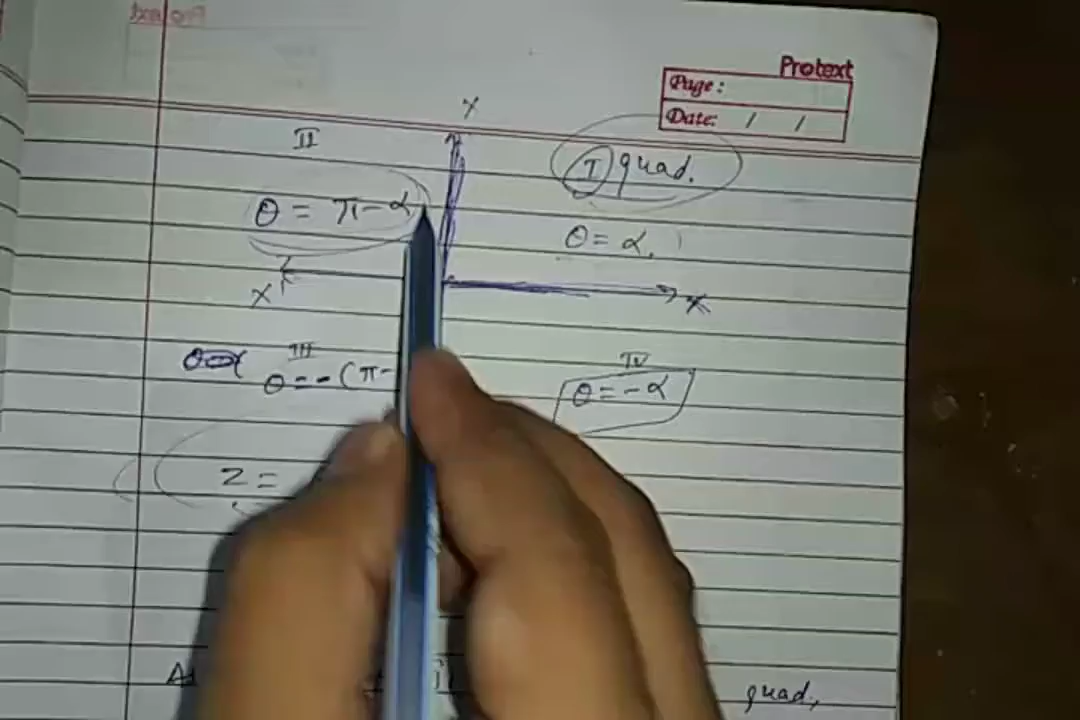 Protext
Page:
Date: / /
Y
II
I quad.
θ = π-α
θ = α.
X'
X
III
IV
θ = -(π-
θ = -α
Z =
quad,